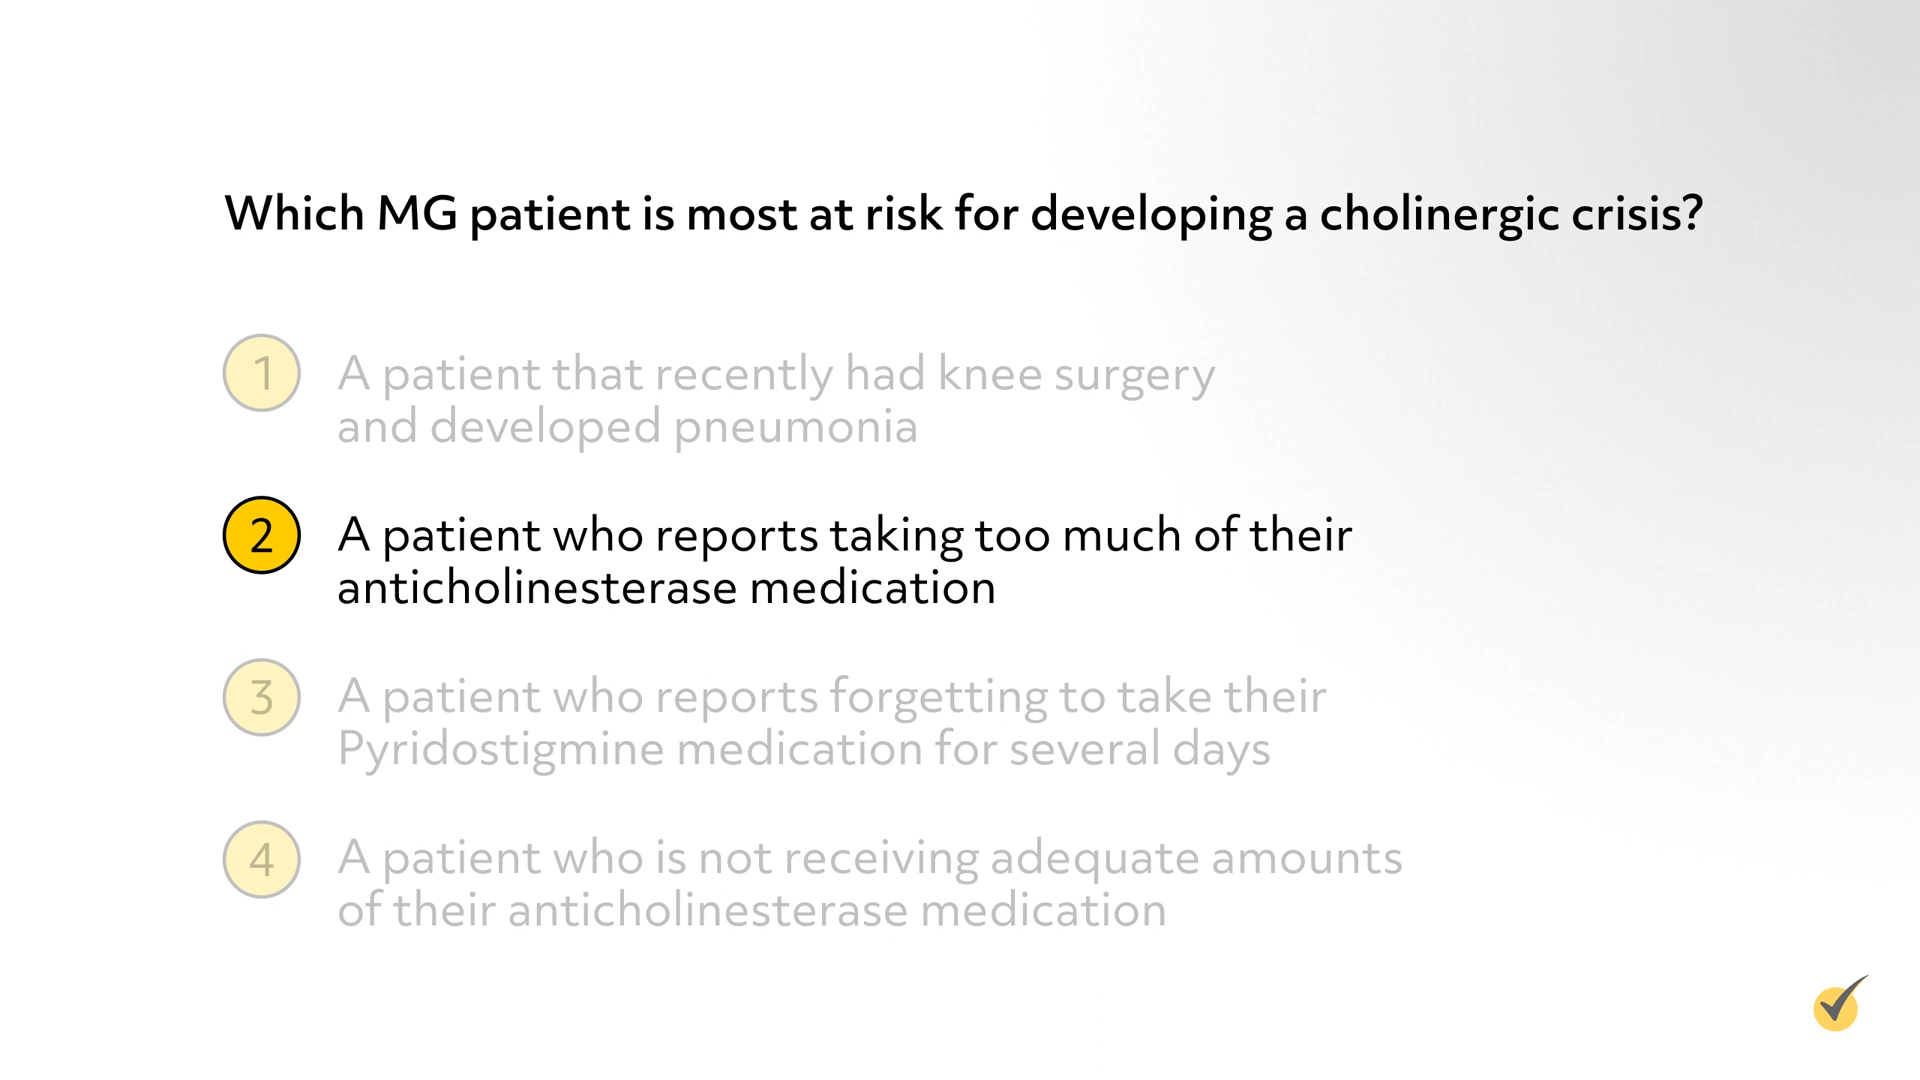 Which MG patient is most at risk for developing a cholinergic crisis?
1 A patient that recently had knee surgery
and developed pneumonia
2 A patient who reports taking too much of their
anticholinesterase medication
3 A patient who reports forgetting to take their
Pyridostigmine medication for several days
4 A patient who is not receiving adequate amounts
of their anticholinesterase medication